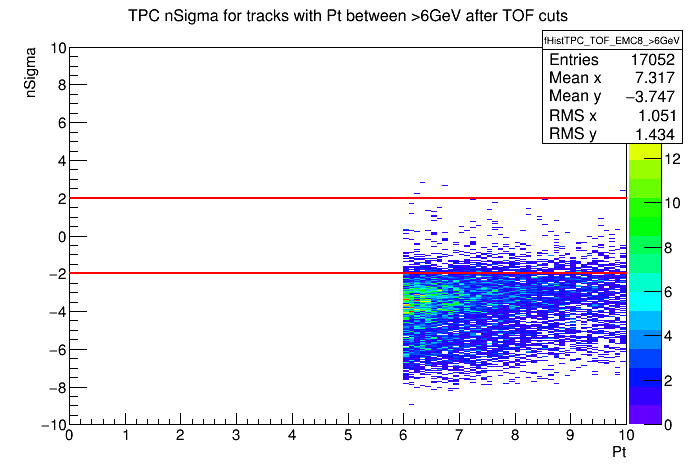 TPC nSigma for tracks with Pt between >6GeV after TOF cuts
fHistTPC_TOF_EMC8_>6GeV
Entries 17052
Mean x 7.317
Mean y −3.747
RMS x 1.051
RMS y 1.434
nSigma
10
8
6
4
2
0
−2
−4
−6
−8
−10
0 1 2 3 4 5 6 7 8 9 10
Pt
12
10
8
6
4
2
0